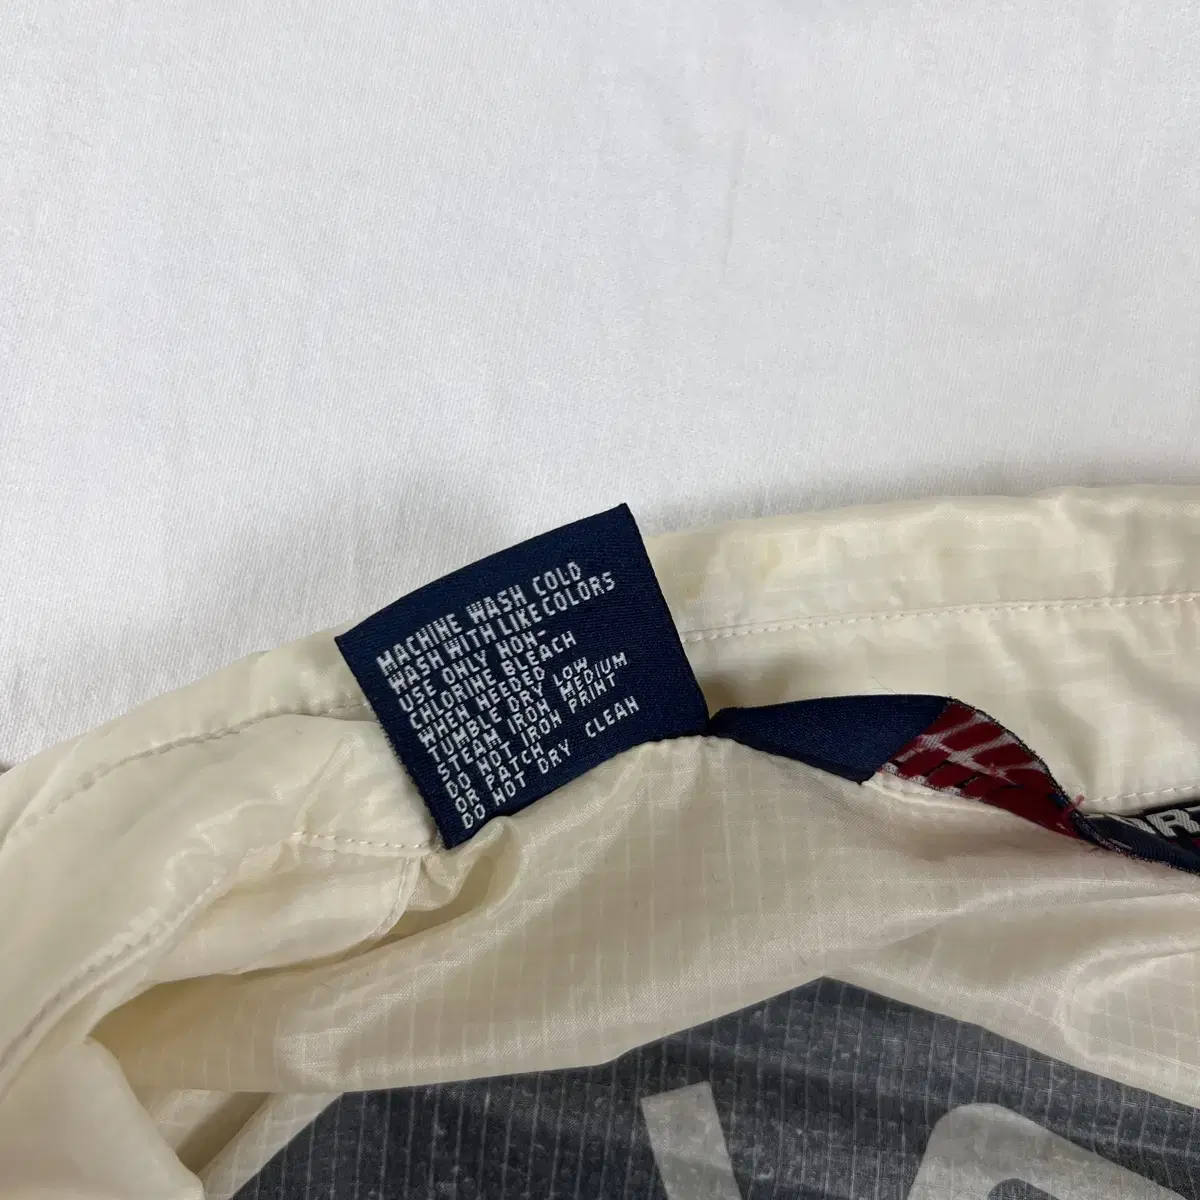 MACHINE WASH COLD
WASH WITH LIKE COLORS
USE ONLY NON-
CHLORINE BLEACH
WHEN NEEDED
TUMBLE DRY LOW
STEAM IRON MEDIUM
DO NOT IRON PRINT
OR PATCH
DO NOT DRY CLEAN